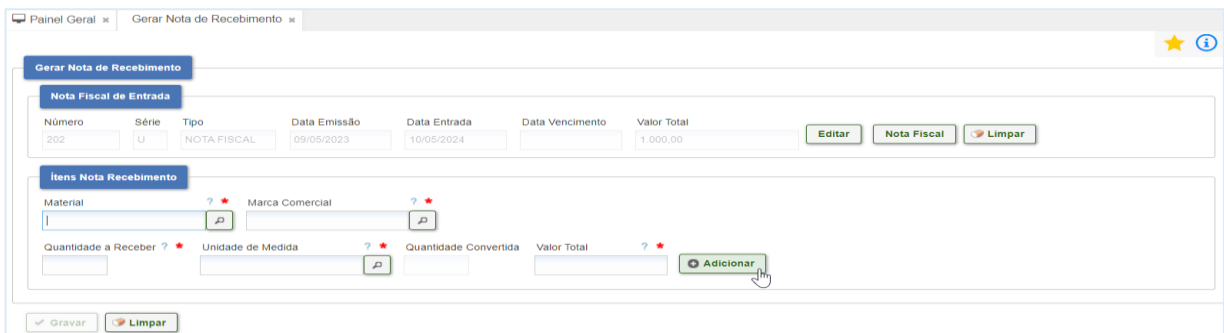 Painel Geral × Gerar Nota de Recebimento ×
Gerar Nota de Recebimento
Nota Fiscal de Entrada
Número Série Tipo Data Emissão Data Entrada Data Vencimento Valor Total
202 U NOTA FISCAL 09/05/2023 10/05/2024 1.000,00 Editar Nota Fiscal Limpar
ítens Nota Recebimento
Material ? * Marca Comercial ? *
Quantidade a Receber ? * Unidade de Medida ? * Quantidade Convertida Valor Total ? *
Adicionar
Gravar Limpar